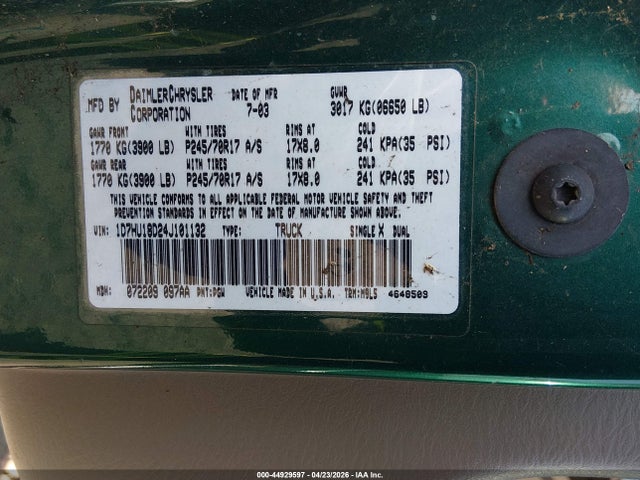 MFD BY DAIMLERCHRYSLER CORPORATION DATE OF MFR 7-03 GVWR 3017 KG(06650 LB)
GAWR FRONT WITH TIRES RIMS AT COLD
1770 KG(3900 LB) P245/70R17 A/S 17X8.0 241 KPA(35 PSI)
GAWR REAR WITH TIRES RIMS AT COLD
1770 KG(3900 LB) P245/70R17 A/S 17X8.0 241 KPA(35 PSI)
THIS VEHICLE CONFORMS TO ALL APPLICABLE FEDERAL MOTOR VEHICLE SAFETY AND THEFT
PREVENTION STANDARDS IN EFFECT ON THE DATE OF MANUFACTURE SHOWN ABOVE.
VIN: 1D7HU18D24J101132 TYPE: TRUCK SINGLE X DUAL
MDH: 072209 097AA PNT:PGW VEHICLE MADE IN U.S.A. TRM:M9L5 4648509
000-44929597 - 04/23/2026 - IAA Inc.